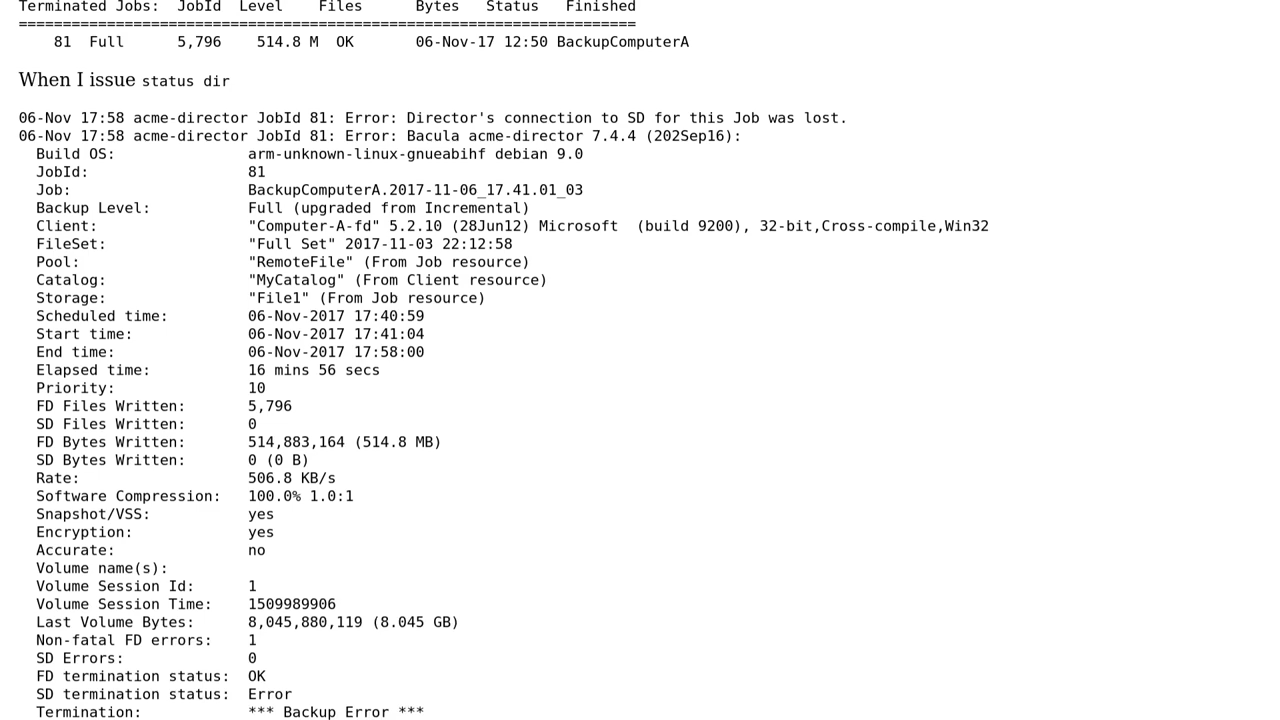 Terminated Jobs:  JobId  Level    Files      Bytes   Status   Finished
======================================================================
    81  Full      5,796    514.8 M  OK       06-Nov-17 12:50 BackupComputerA
When I issue status dir
06-Nov 17:58 acme-director JobId 81: Error: Director's connection to SD for this Job was lost.
06-Nov 17:58 acme-director JobId 81: Error: Bacula acme-director 7.4.4 (202Sep16):
  Build OS:               arm-unknown-linux-gnueabihf debian 9.0
  JobId:                  81
  Job:                    BackupComputerA.2017-11-06_17.41.01_03
  Backup Level:           Full (upgraded from Incremental)
  Client:                 "Computer-A-fd" 5.2.10 (28Jun12) Microsoft  (build 9200), 32-bit,Cross-compile,Win32
  FileSet:                "Full Set" 2017-11-03 22:12:58
  Pool:                   "RemoteFile" (From Job resource)
  Catalog:                "MyCatalog" (From Client resource)
  Storage:                "File1" (From Job resource)
  Scheduled time:         06-Nov-2017 17:40:59
  Start time:             06-Nov-2017 17:41:04
  End time:               06-Nov-2017 17:58:00
  Elapsed time:           16 mins 56 secs
  Priority:               10
  FD Files Written:       5,796
  SD Files Written:       0
  FD Bytes Written:       514,883,164 (514.8 MB)
  SD Bytes Written:       0 (0 B)
  Rate:                   506.8 KB/s
  Software Compression:   100.0% 1.0:1
  Snapshot/VSS:           yes
  Encryption:             yes
  Accurate:               no
  Volume name(s):
  Volume Session Id:      1
  Volume Session Time:    1509989906
  Last Volume Bytes:      8,045,880,119 (8.045 GB)
  Non-fatal FD errors:    1
  SD Errors:              0
  FD termination status:  OK
  SD termination status:  Error
  Termination:            *** Backup Error ***